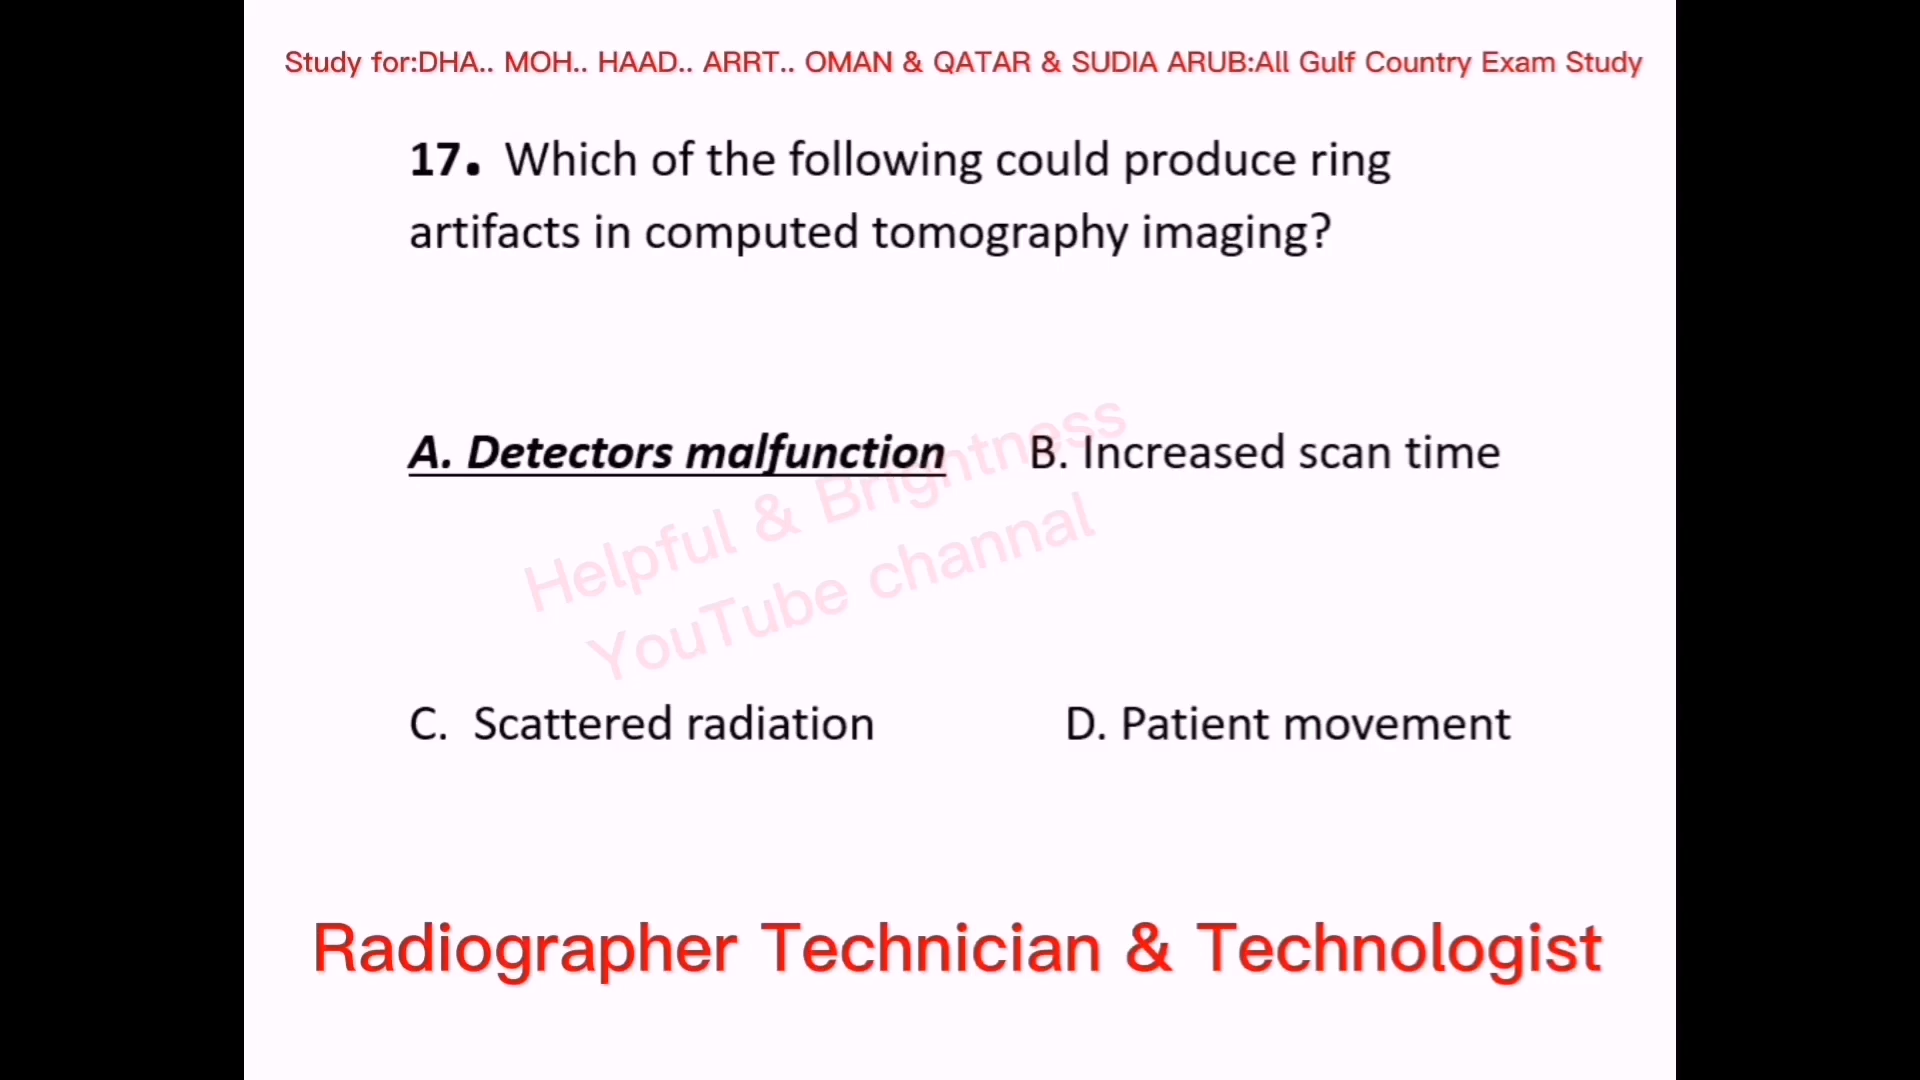 Study for:DHA.. MOH.. HAAD.. ARRT.. OMAN & QATAR & SUDIA ARUB:All Gulf Country Exam Study
17. Which of the following could produce ring
artifacts in computed tomography imaging?
A. Detectors malfunction B. Increased scan time
Helpful & Brightness
YouTube channal
C. Scattered radiation D. Patient movement
Radiographer Technician & Technologist